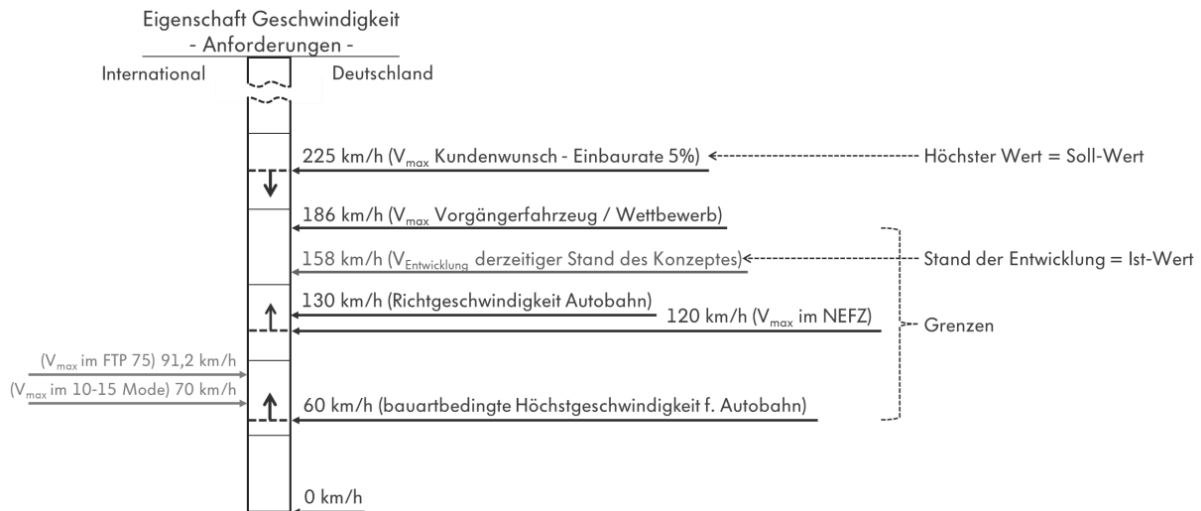 Eigenschaft Geschwindigkeit
- Anforderungen -
International
Deutschland
225 km/h (Vmax Kundenwunsch - Einbaurate 5%)
Höchster Wert = Soll-Wert
186 km/h (Vmax Vorgängerfahrzeug / Wettbewerb)
158 km/h (VEntwicklung derzeitiger Stand des Konzeptes)
Stand der Entwicklung = Ist-Wert
130 km/h (Richtgeschwindigkeit Autobahn)
120 km/h (Vmax im NEFZ)
Grenzen
(Vmax im FTP 75) 91,2 km/h
(Vmax im 10-15 Mode) 70 km/h
60 km/h (bauartbedingte Höchstgeschwindigkeit f. Autobahn)
0 km/h